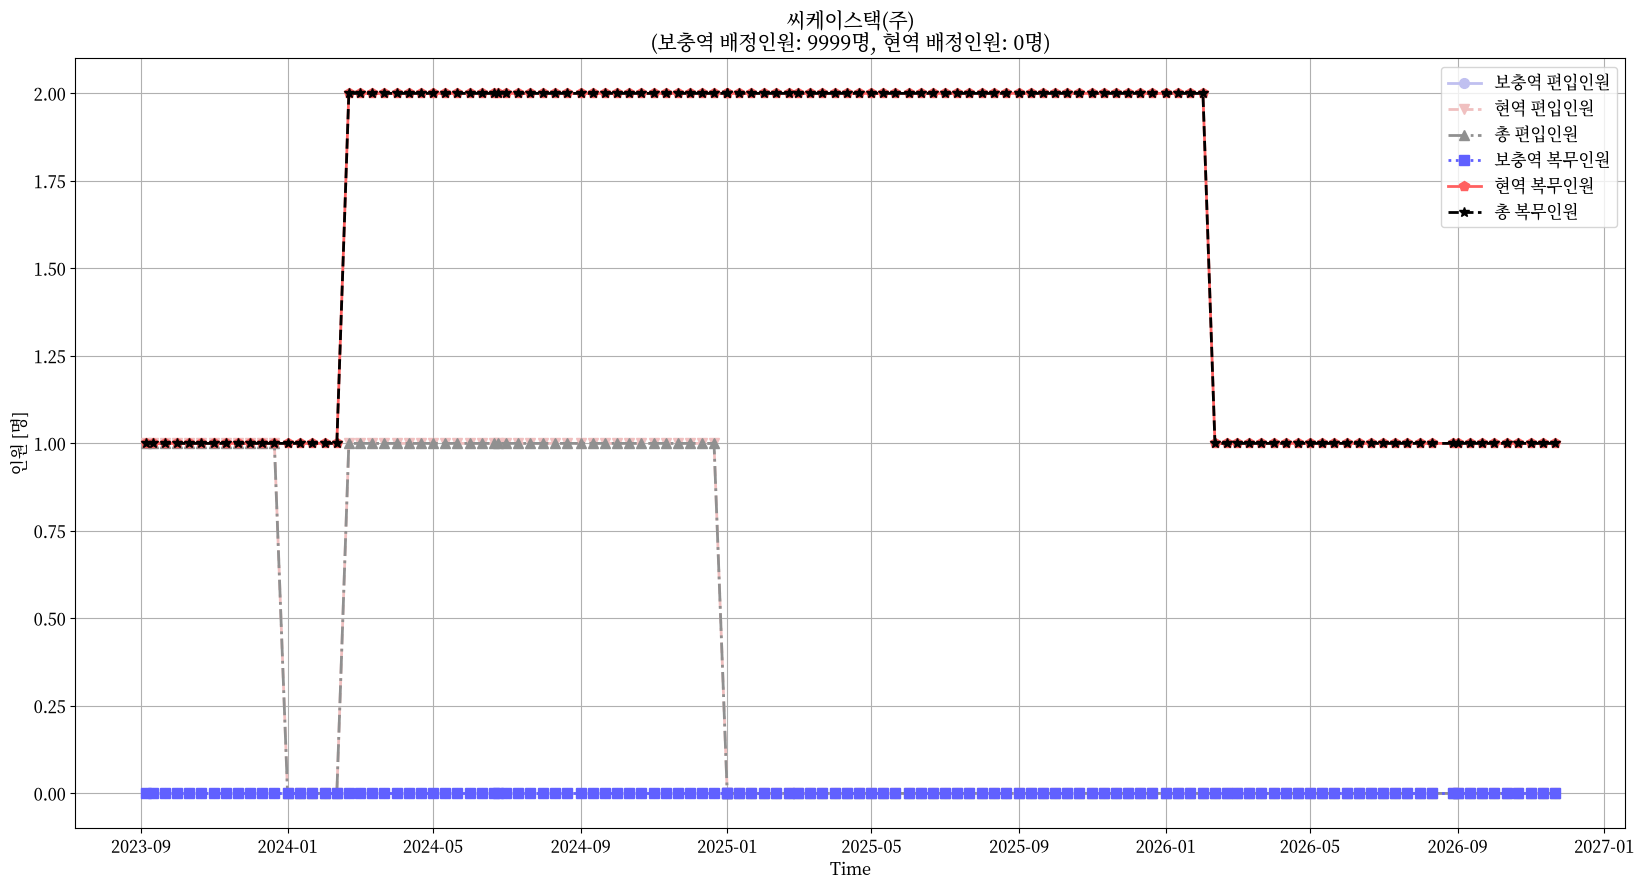 씨케이스택(주)
(보충역 배정인원: 9999명, 현역 배정인원: 0명)
2.00
1.75
1.50
1.25
1.00
0.75
0.50
0.25
0.00
인원 [명]
보충역 편입인원
현역 편입인원
총 편입인원
보충역 복무인원
현역 복무인원
총 복무인원
2023-09
2024-01
2024-05
2024-09
2025-01
2025-05
2025-09
2026-01
2026-05
2026-09
2027-01
Time